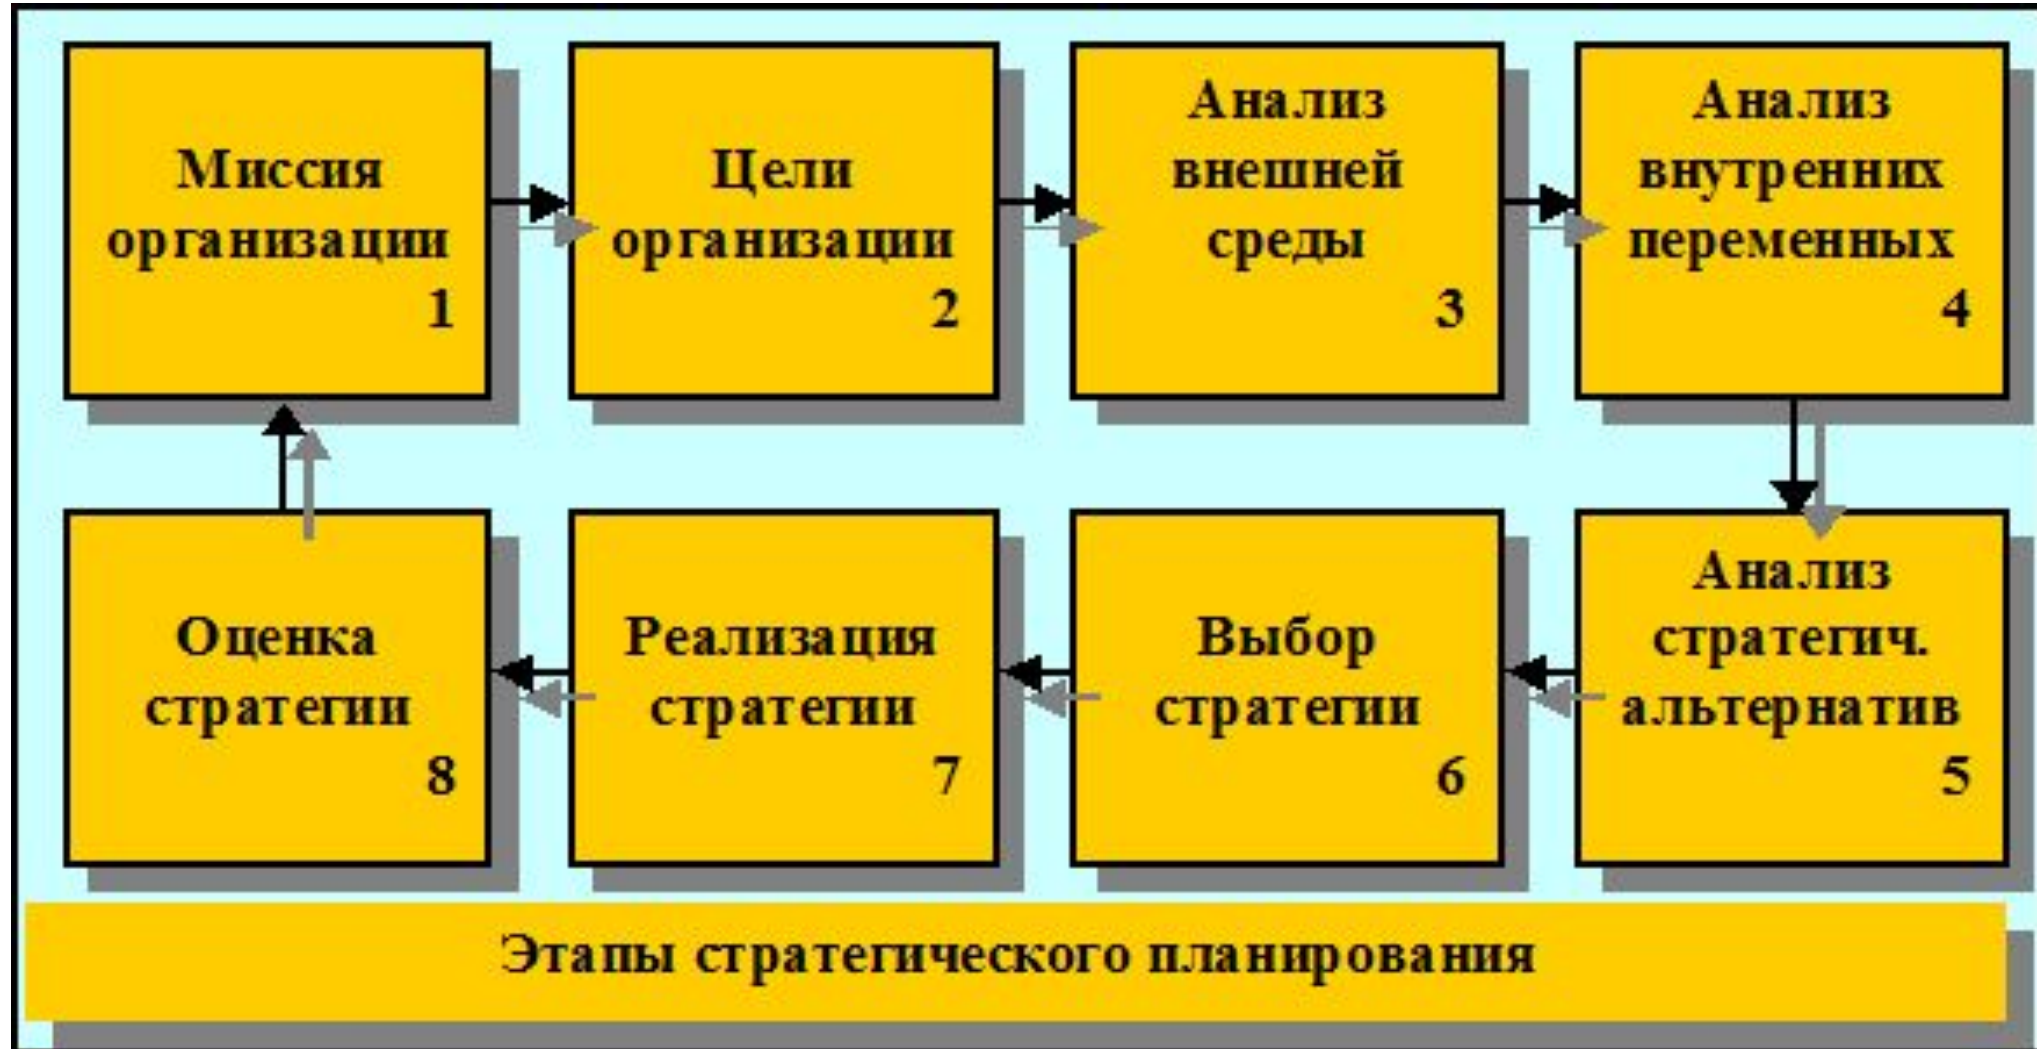 Миссия
организации
1
Цели
организации
2
Анализ
внешней
среды
3
Анализ
внутренних
переменных
4
Оценка
стратегии
8
Реализация
стратегии
7
Выбор
стратегии
6
Анализ
стратегич.
альтернатив
5
Этапы стратегического планирования